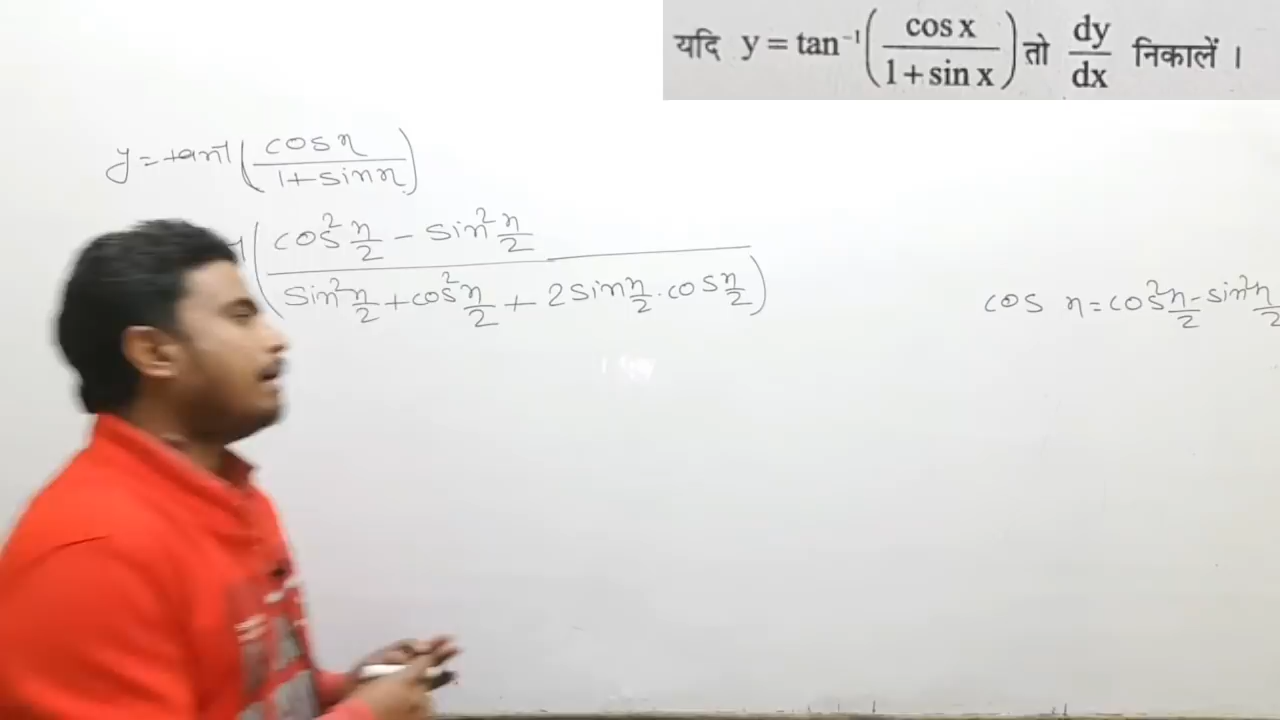 यदि y = tan⁻¹(cos x / 1 + sin x) तो dy/dx निकालें ।
y = tan⁻¹(cos x / 1 + sin x)
(cos² x/2 − sin² x/2 / sin² x/2 + cos² x/2 + 2 sin x/2 . cos x/2)
cos x = cos² x/2 − sin² x/2